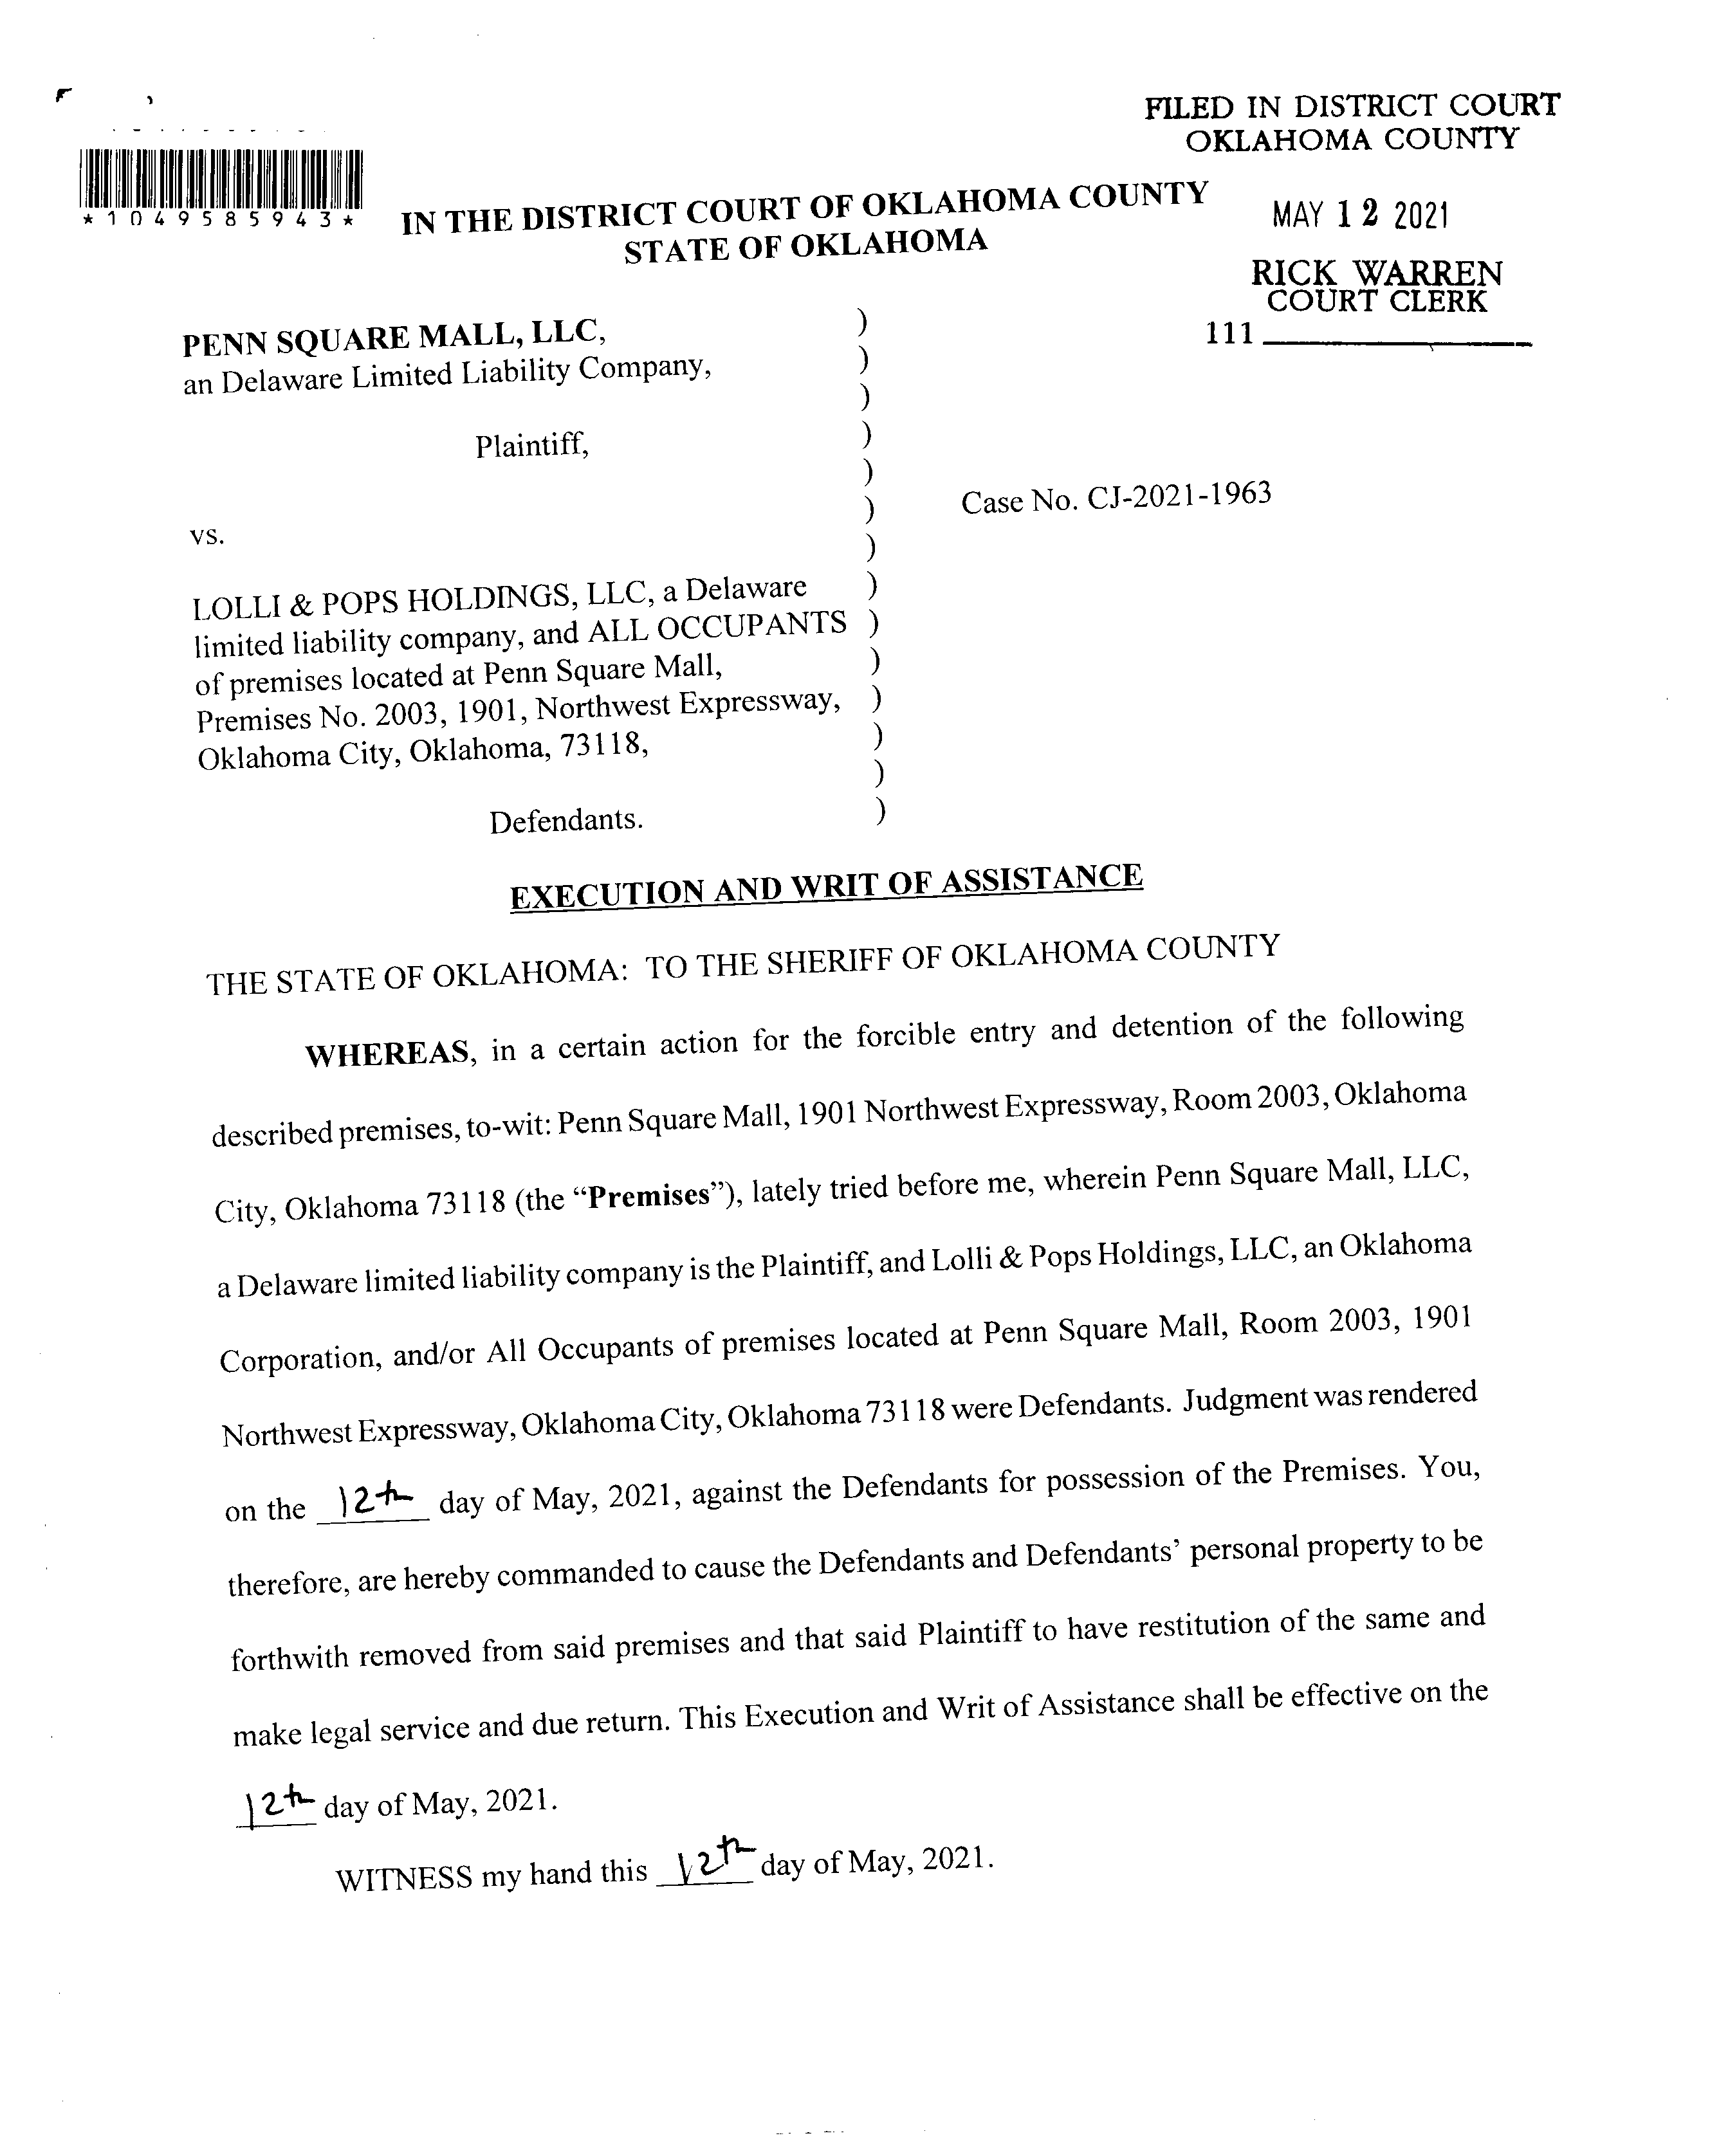 FILED IN DISTRICT COURT
OKLAHOMA COUNTY
MAY 12 2021
RICK WARREN
COURT CLERK
111
*1049585943*
IN THE DISTRICT COURT OF OKLAHOMA COUNTY
STATE OF OKLAHOMA
PENN SQUARE MALL, LLC, )
an Delaware Limited Liability Company, )
)
Plaintiff, )
)
) Case No. CJ-2021-1963
vs.
)
LOLLI & POPS HOLDINGS, LLC, a Delaware )
limited liability company, and ALL OCCUPANTS )
of premises located at Penn Square Mall, )
Premises No. 2003, 1901, Northwest Expressway, )
Oklahoma City, Oklahoma, 73118, )
)
Defendants. )
EXECUTION AND WRIT OF ASSISTANCE
THE STATE OF OKLAHOMA: TO THE SHERIFF OF OKLAHOMA COUNTY
WHEREAS, in a certain action for the forcible entry and detention of the following
described premises, to-wit: Penn Square Mall, 1901 Northwest Expressway, Room 2003, Oklahoma
City, Oklahoma 73118 (the “Premises”), lately tried before me, wherein Penn Square Mall, LLC,
a Delaware limited liability company is the Plaintiff, and Lolli & Pops Holdings, LLC, an Oklahoma
Corporation, and/or All Occupants of premises located at Penn Square Mall, Room 2003, 1901
Northwest Expressway, Oklahoma City, Oklahoma 73118 were Defendants. Judgment was rendered
on the 12th day of May, 2021, against the Defendants for possession of the Premises. You,
therefore, are hereby commanded to cause the Defendants and Defendants’ personal property to be
forthwith removed from said premises and that said Plaintiff to have restitution of the same and
make legal service and due return. This Execution and Writ of Assistance shall be effective on the
12th day of May, 2021.
WITNESS my hand this 12th day of May, 2021.